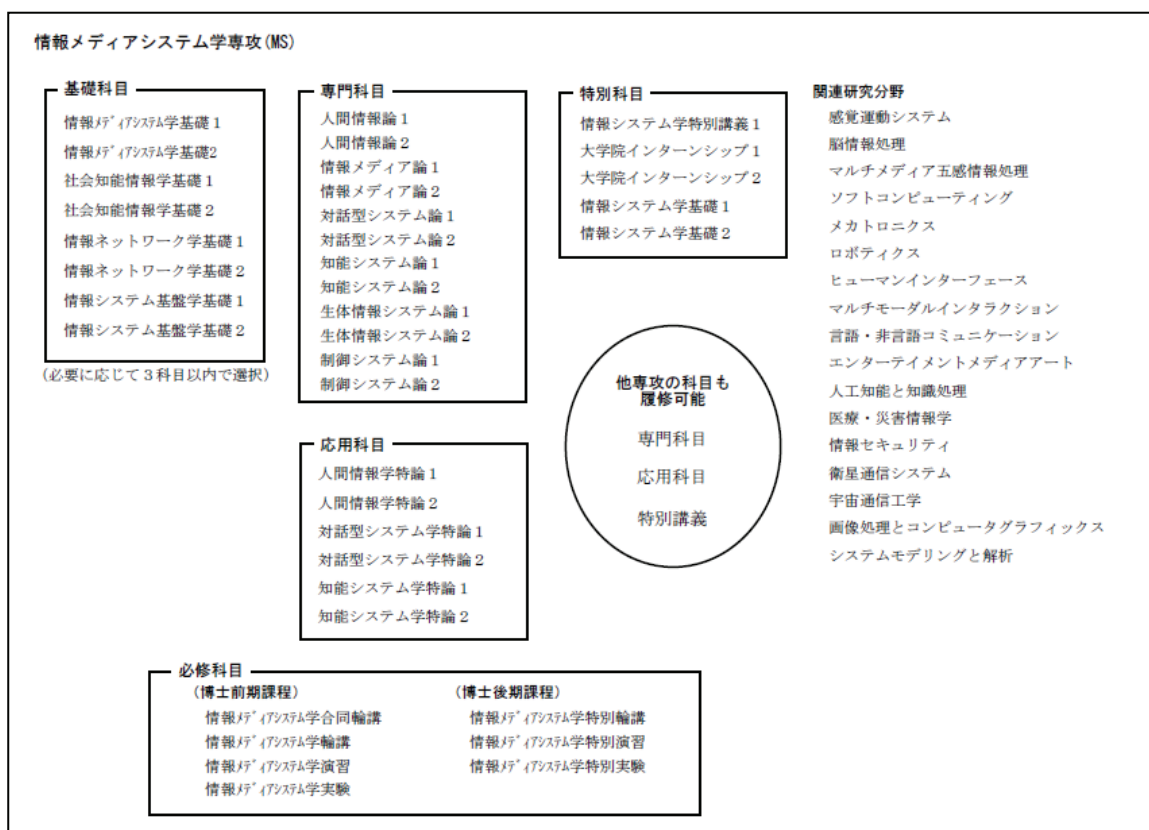 情報メディアシステム学専攻(MS)
基礎科目
情報ﾒﾃﾞｨｱｼｽﾃﾑ学基礎１
情報ﾒﾃﾞｨｱｼｽﾃﾑ学基礎2
社会知能情報学基礎１
社会知能情報学基礎２
情報ネットワーク学基礎１
情報ネットワーク学基礎２
情報システム基盤学基礎１
情報システム基盤学基礎２
(必要に応じて３科目以内で選択)
専門科目
人間情報論１
人間情報論２
情報メディア論１
情報メディア論２
対話型システム論１
対話型システム論２
知能システム論１
知能システム論２
生体情報システム論１
生体情報システム論２
制御システム論１
制御システム論２
応用科目
人間情報学特論１
人間情報学特論２
対話型システム学特論１
対話型システム学特論２
知能システム学特論１
知能システム学特論２
特別科目
情報システム学特別講義１
大学院インターンシップ１
大学院インターンシップ２
情報システム学基礎１
情報システム学基礎２
他専攻の科目も
履修可能
専門科目
応用科目
特別講義
関連研究分野
感覚運動システム
脳情報処理
マルチメディア五感情報処理
ソフトコンピューティング
メカトロニクス
ロボティクス
ヒューマンインターフェース
マルチモーダルインタラクション
言語・非言語コミュニケーション
エンターテイメントメディアアート
人工知能と知識処理
医療・災害情報学
情報セキュリティ
衛星通信システム
宇宙通信工学
画像処理とコンピュータグラフィックス
システムモデリングと解析
必修科目
(博士前期課程)
情報ﾒﾃﾞｨｱｼｽﾃﾑ学合同輪講
情報ﾒﾃﾞｨｱｼｽﾃﾑ学輪講
情報ﾒﾃﾞｨｱｼｽﾃﾑ学演習
情報ﾒﾃﾞｨｱｼｽﾃﾑ学実験
(博士後期課程)
情報ﾒﾃﾞｨｱｼｽﾃﾑ学特別輪講
情報ﾒﾃﾞｨｱｼｽﾃﾑ学特別演習
情報ﾒﾃﾞｨｱｼｽﾃﾑ学特別実験